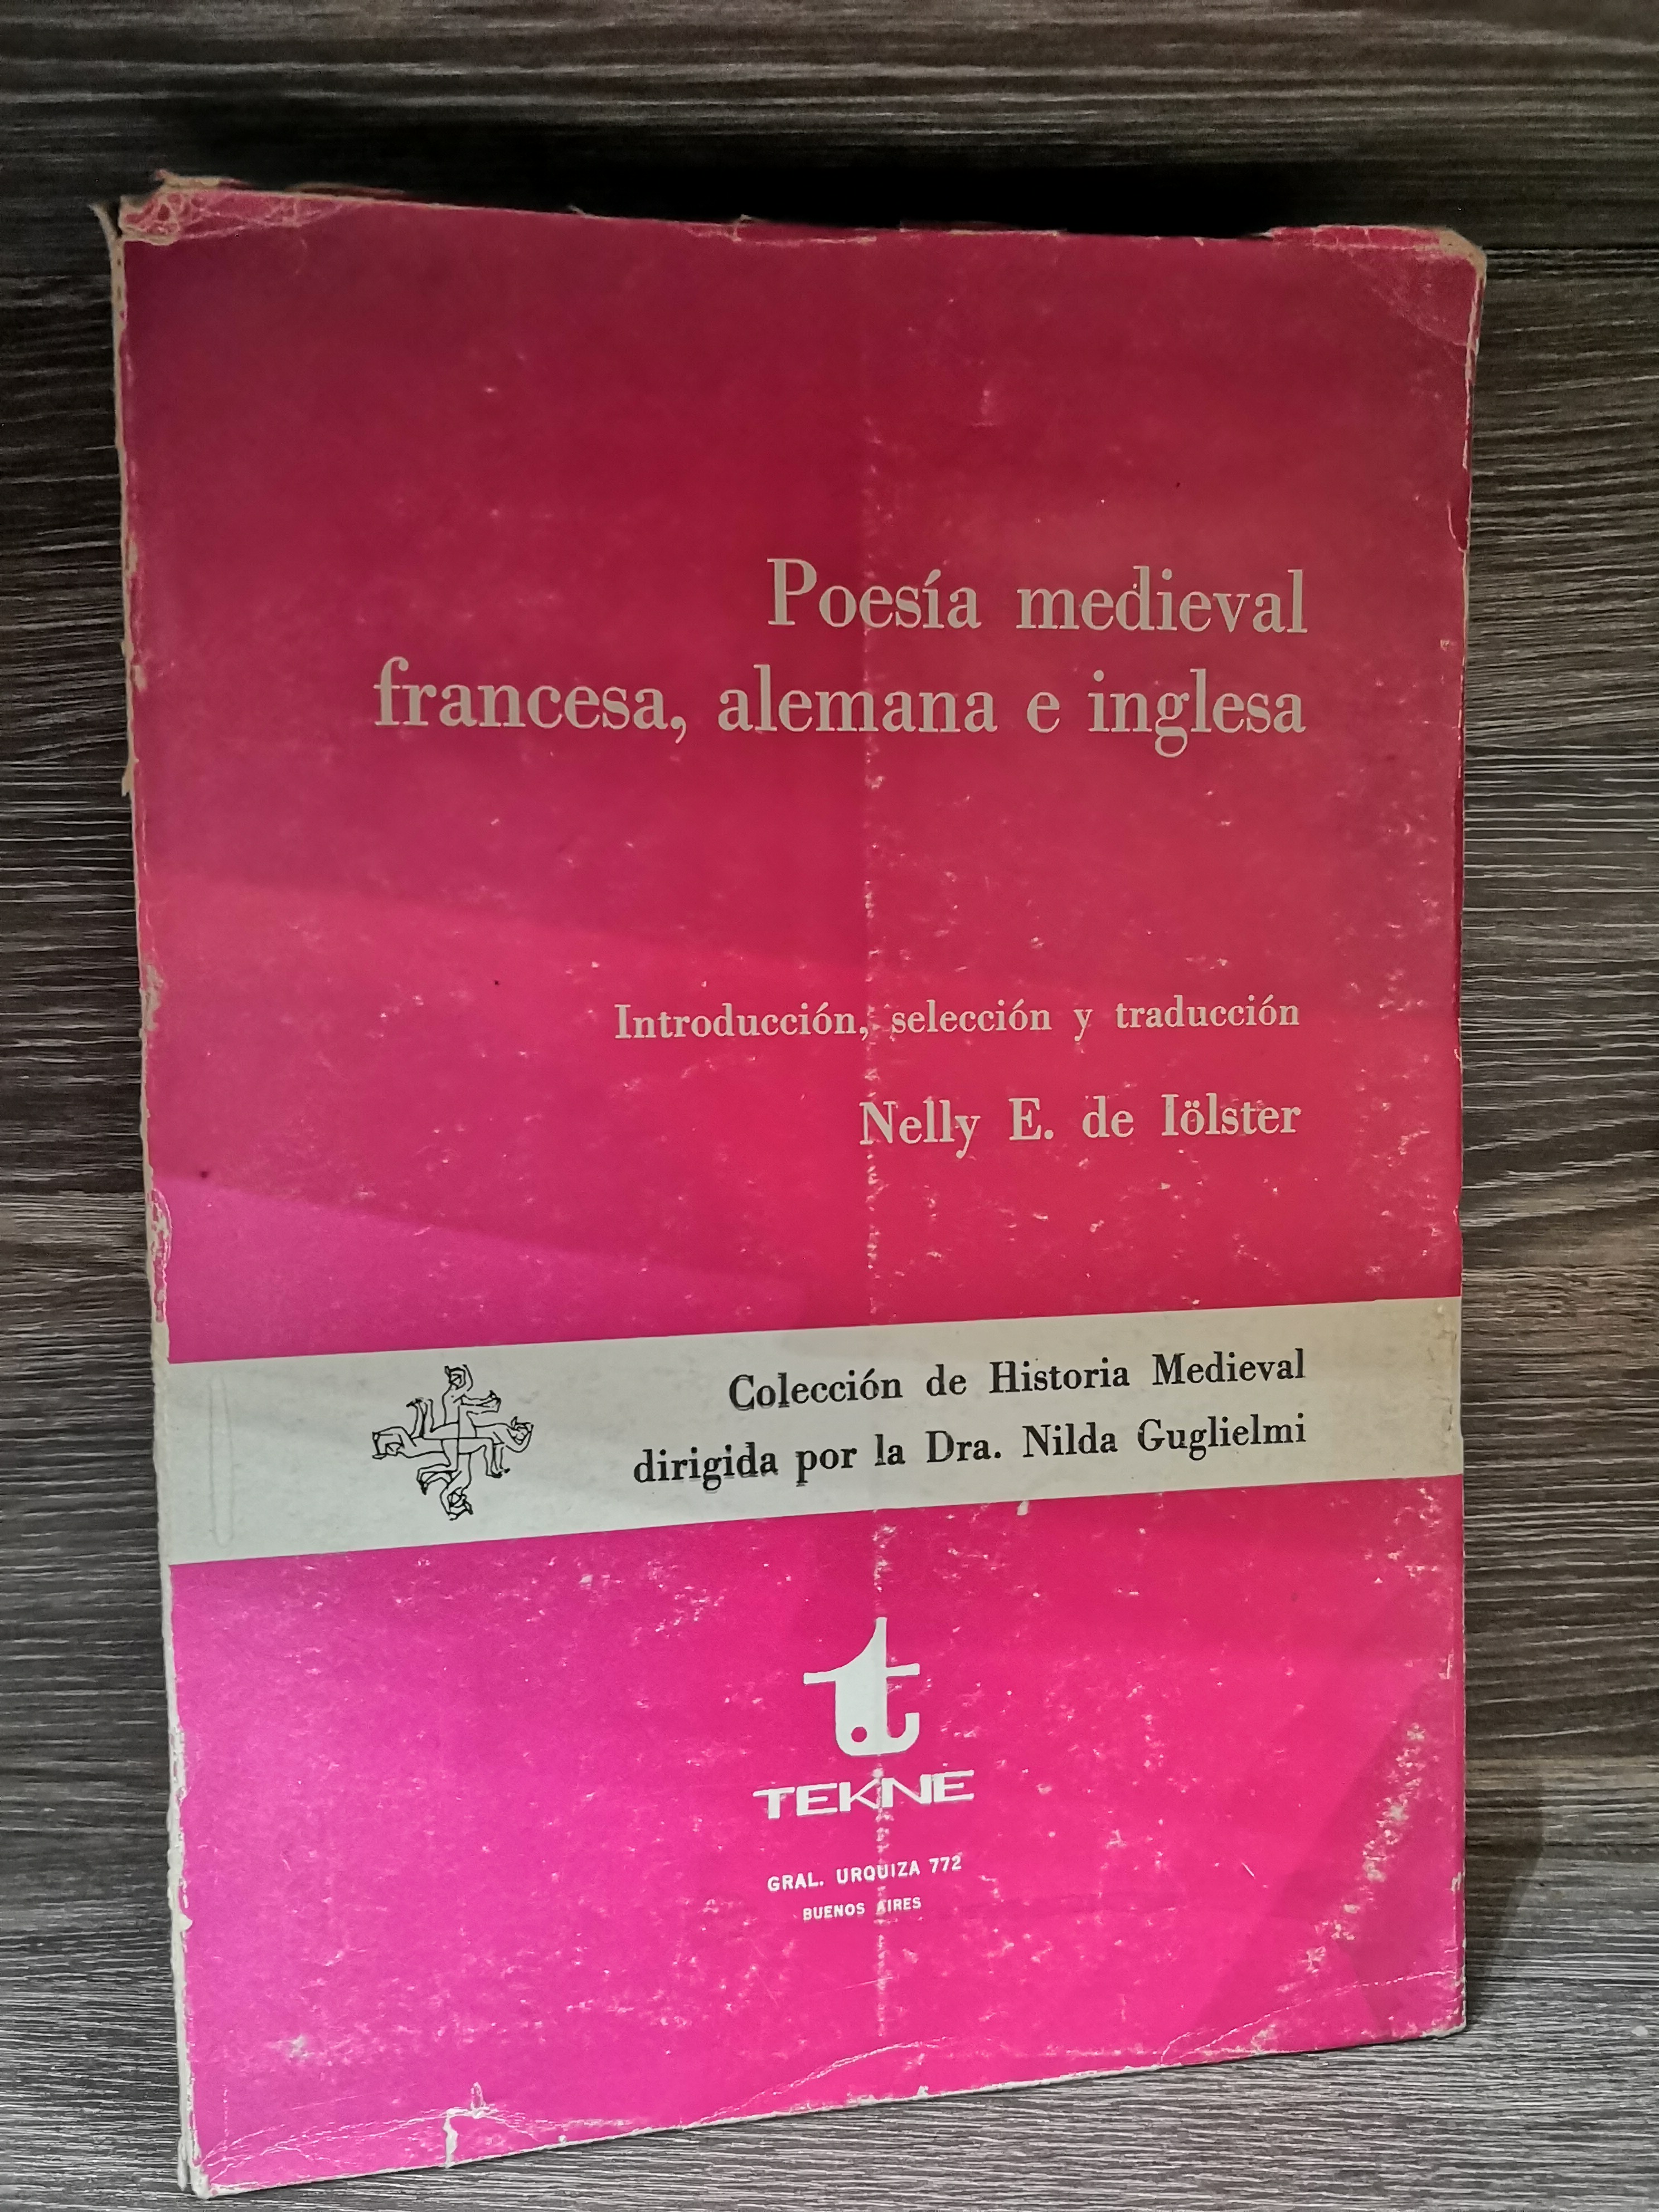 Poesía medieval
francesa, alemana e inglesa
Introducción, selección y traducción
Nelly E. de Iölster
Colección de Historia Medieval
dirigida por la Dra. Nilda Guglielmi
t
TEKNE
GRAL. URQUIZA 772
BUENOS AIRES